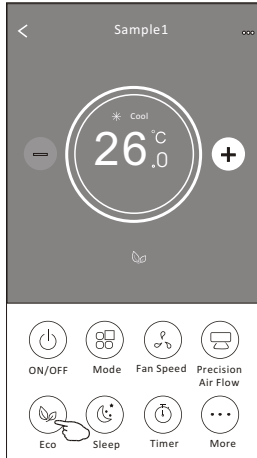 Sample1
Cool
26.0°C
ON/OFF
Mode
Fan Speed
Precision
Air Flow
Eco
Sleep
Timer
More